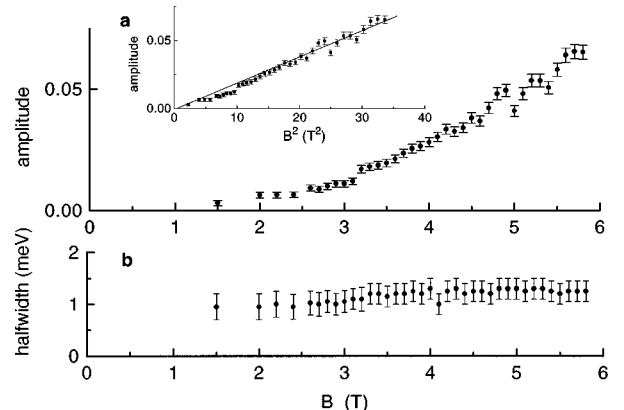 a
amplitude
0.05
0.00
0 10 20 30 40
B² (T²)
amplitude
0.05
0.00
0 1 2 3 4 5 6
b
halfwidth (meV)
2
1
0
0 1 2 3 4 5 6
B (T)